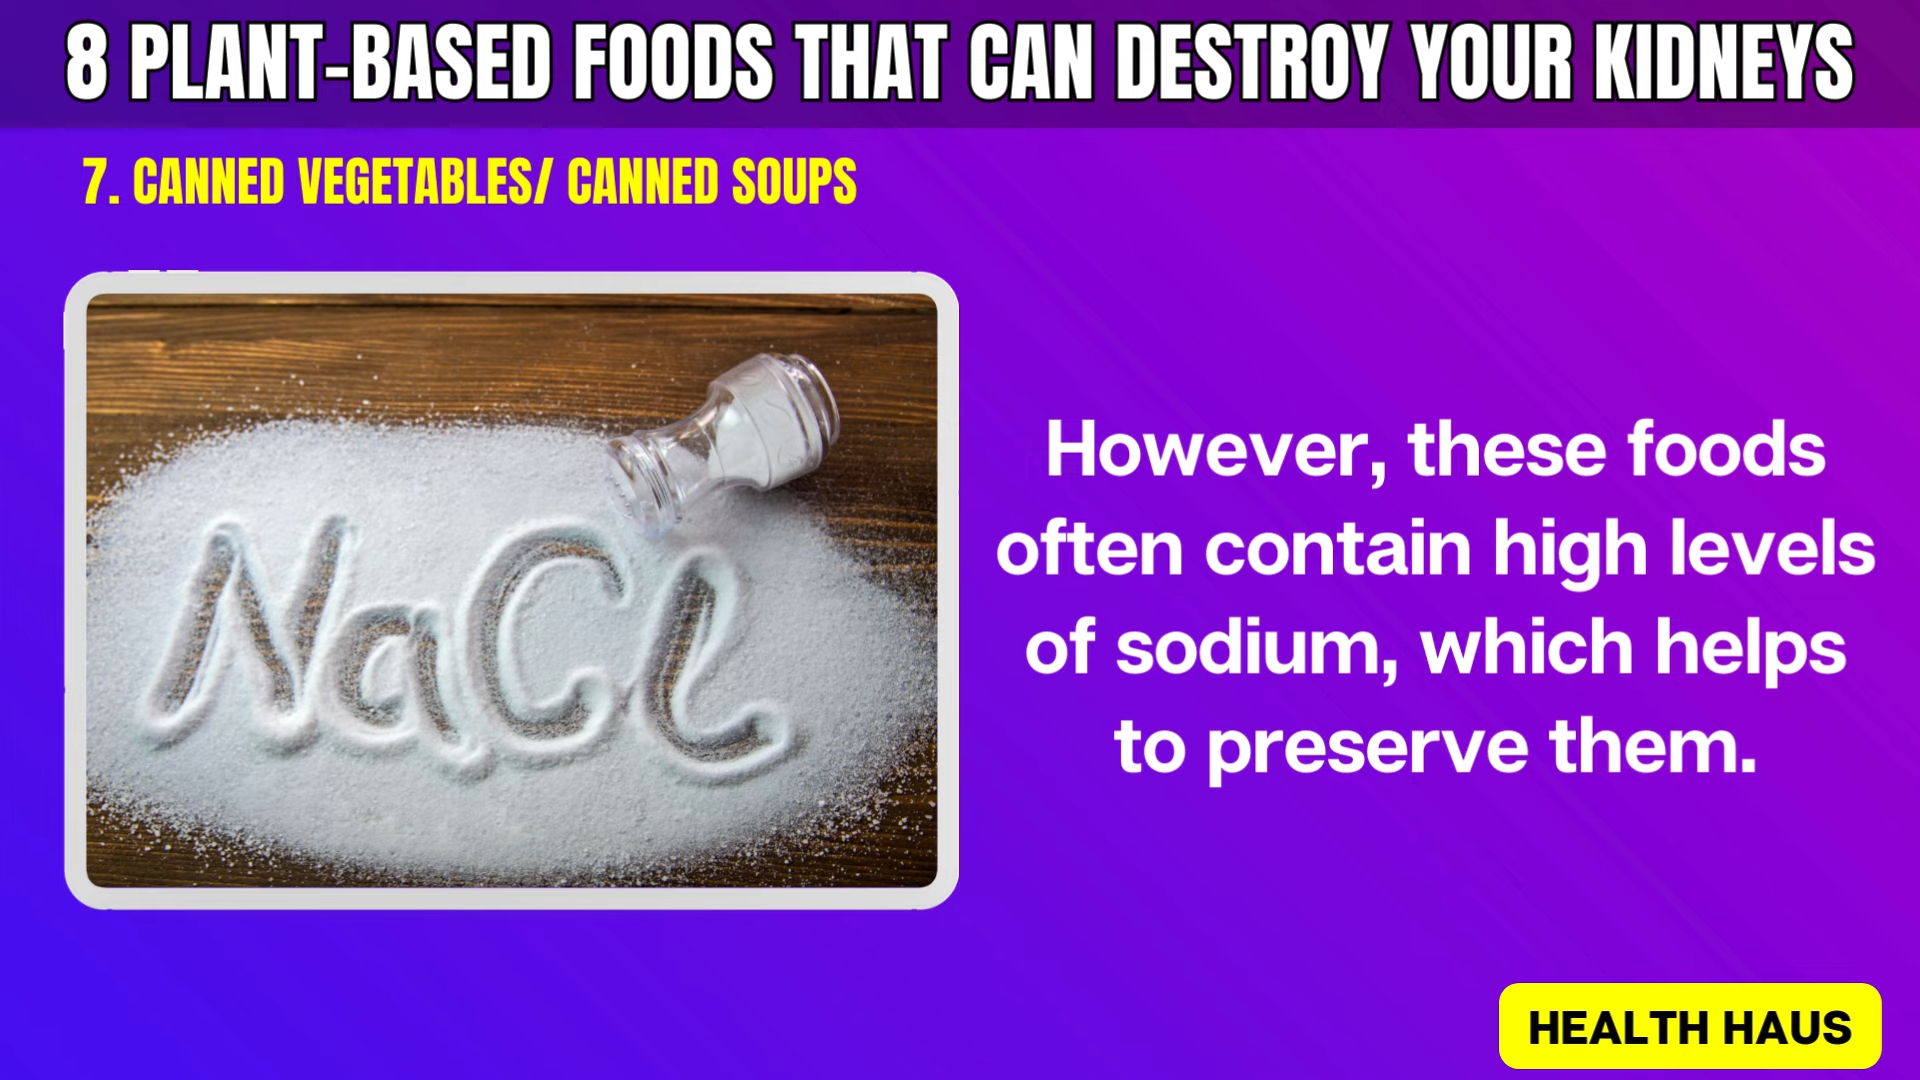 8 PLANT-BASED FOODS THAT CAN DESTROY YOUR KIDNEYS
7. CANNED VEGETABLES/ CANNED SOUPS
NaCl
However, these foods
often contain high levels
of sodium, which helps
to preserve them.
HEALTH HAUS